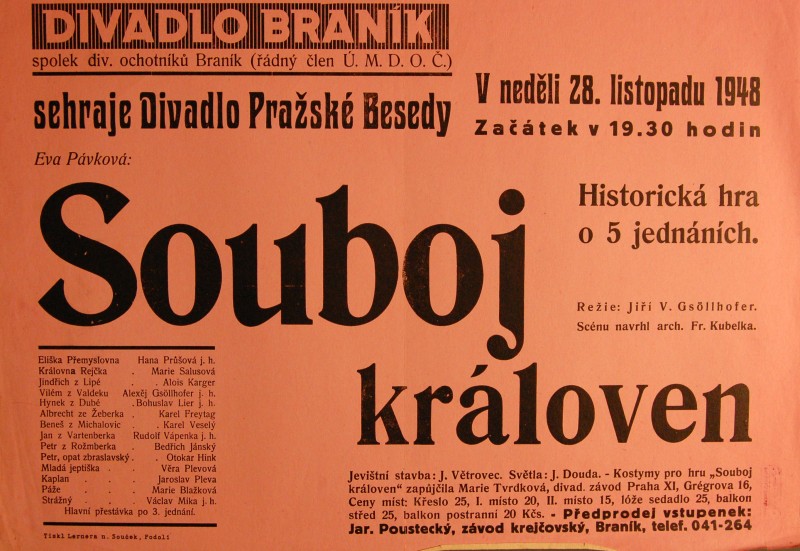 DIVADLO BRANÍK
spolek div. ochotníků Braník (řádný člen Ú. M. D. O. Č.)
sehraje Divadlo Pražské Besedy
V neděli 28. listopadu 1948
Začátek v 19.30 hodin
Eva Pávková:
Souboj
královen
Historická hra
o 5 jednáních.
Režie: Jiří V. Gsöllhofer.
Scénu navrhl arch. Fr. Kubelka.
Eliška Přemyslovna Hana Průšová j. h.
Královna Rejčka . Marie Salusová
Jindřich z Lipé . . Alois Karger
Vilém z Valdeku Alexěj Gsöllhofer j. h.
Hynek z Dubé . Bohuslav Lier j. h.
Albrecht ze Žeberka . Karel Freytag
Beneš z Michalovic . Karel Veselý
Jan z Vartenberka Rudolf Vápenka j. h.
Petr z Rožmberka . Bedřich Jánský
Petr, opat zbraslavský . Otokar Hink
Mladá jeptiška . Věra Plevová
Kaplan . . Jaroslav Pleva
Páže . . Marie Blažková
Strážný . . Václav Mika j. h.
Hlavní přestávka po 3. jednání.
Jevištní stavba: J. Větrovec. Světla: J. Douda. - Kostymy pro hru „Souboj
královen" zapůjčila Marie Tvrdková, divad. závod Praha XI, Grégrova 16,
Ceny míst: Křeslo 25, I. místo 20, II. místo 15, lóže sedadlo 25, balkon
střed 25, balkon postranní 20 Kčs. - Předprodej vstupenek:
Jar. Poustecký, závod krejčovský, Braník, telef. 041-264
Tiskl Lerneva n. Souček, Podolí